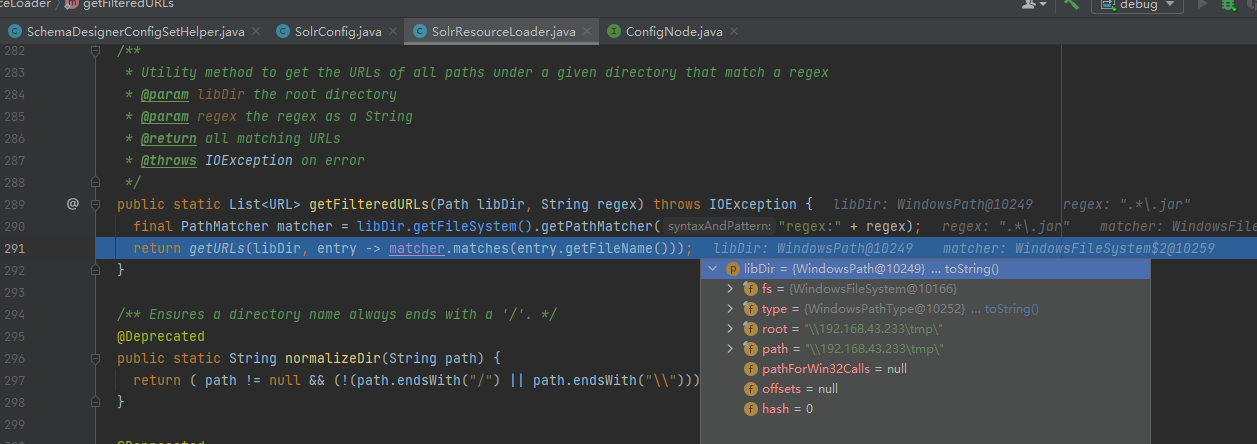 ceLoader
getFilteredURLs
debug
SchemaDesignerConfigSetHelper.java
SolrConfig.java
SolrResourceLoader.java
ConfigNode.java
282 /**
283 * Utility method to get the URLs of all paths under a given directory that match a regex
284 * @param libDir the root directory
285 * @param regex the regex as a String
286 * @return all matching URLs
287 * @throws IOException on error
288 */
289 @ public static List<URL> getFilteredURLs(Path libDir, String regex) throws IOException { libDir: WindowsPath@10249 regex: ".*\.jar"
290 final PathMatcher matcher = libDir.getFileSystem().getPathMatcher( syntaxAndPattern: "regex:" + regex); regex: ".*\.jar" matcher: WindowsFile
291 return getURLs(libDir, entry -> matcher.matches(entry.getFileName())); libDir: WindowsPath@10249 matcher: WindowsFileSystem$2@10259
292 }
293
294 /** Ensures a directory name always ends with a '/'. */
295 @Deprecated
296 public static String normalizeDir(String path) {
297 return ( path != null && (!(path.endsWith("/") || path.endsWith("\\")))
298 }
299
libDir = {WindowsPath@10249} ... toString()
fs = {WindowsFileSystem@10166}
type = {WindowsPathType@10252} ... toString()
root = "\\192.168.43.233\tmp\"
path = "\\192.168.43.233\tmp\"
pathForWin32Calls = null
offsets = null
hash = 0
@Deprecated